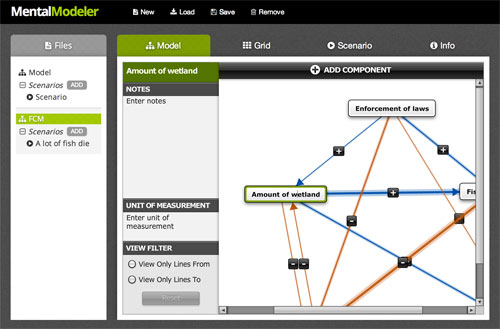 MentalModeler
New
Load
Save
Remove
Files
Model
Grid
Scenario
Info
Model
Scenarios ADD
Scenario
FCM
Scenarios ADD
A lot of fish die
Amount of wetland
NOTES
Enter notes
UNIT OF MEASUREMENT
Enter unit of
measurement
VIEW FILTER
View Only Lines From
View Only Lines To
Reset
ADD COMPONENT
Enforcement of laws
Amount of wetland